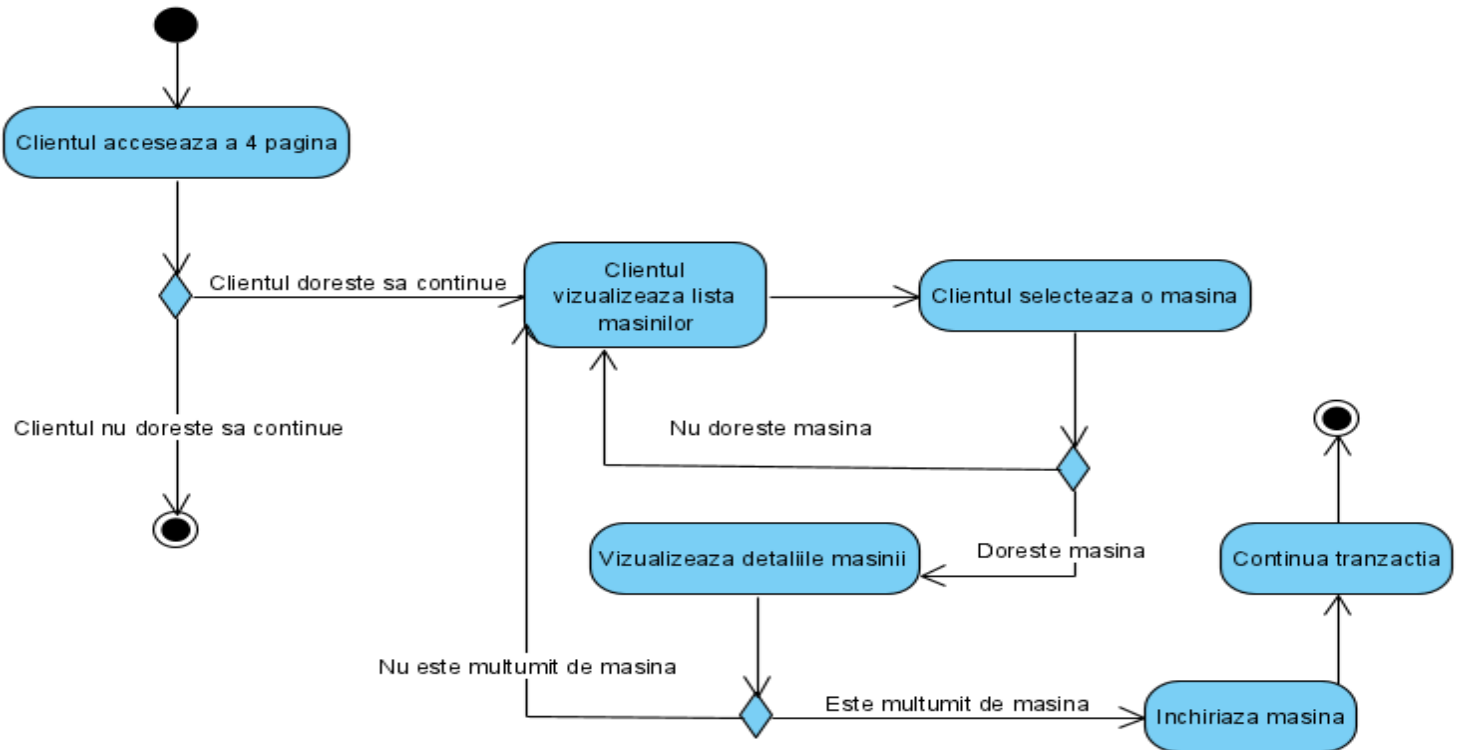 Clientul acceseaza a 4 pagina
Clientul doreste sa continue
Clientul
vizualizeaza lista
masinilor
Clientul selecteaza o masina
Clientul nu doreste sa continue
Nu doreste masina
Vizualizeaza detaliile masinii
Doreste masina
Continua tranzactia
Nu este multumit de masina
Este multumit de masina
Inchiriaza masina